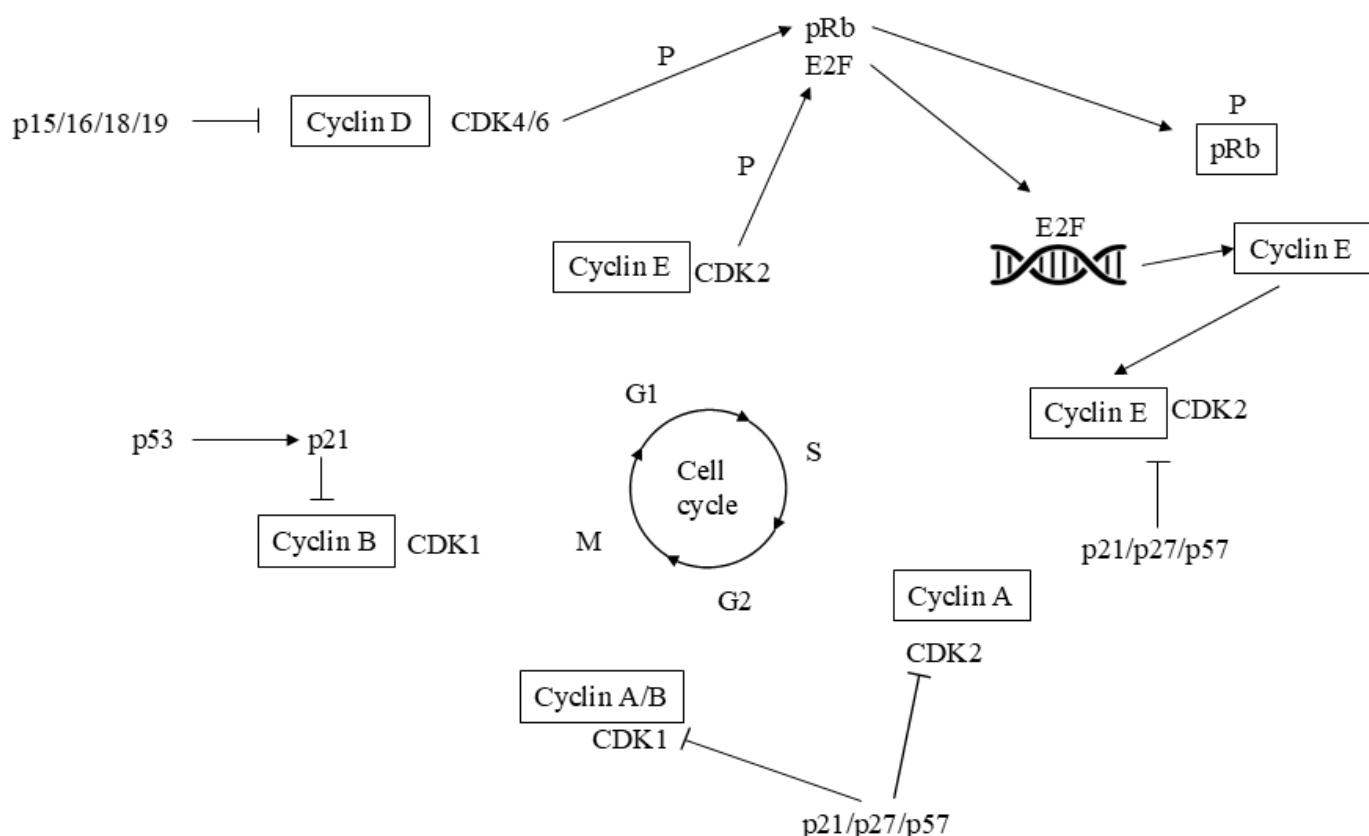 pRb
E2F
P
p15/16/18/19
Cyclin D
CDK4/6
P
pRb
P
Cyclin E
CDK2
E2F
Cyclin E
Cyclin E
CDK2
G1
S
Cell
cycle
M
G2
p53
p21
Cyclin B
CDK1
p21/p27/p57
Cyclin A
CDK2
Cyclin A/B
CDK1
p21/p27/p57